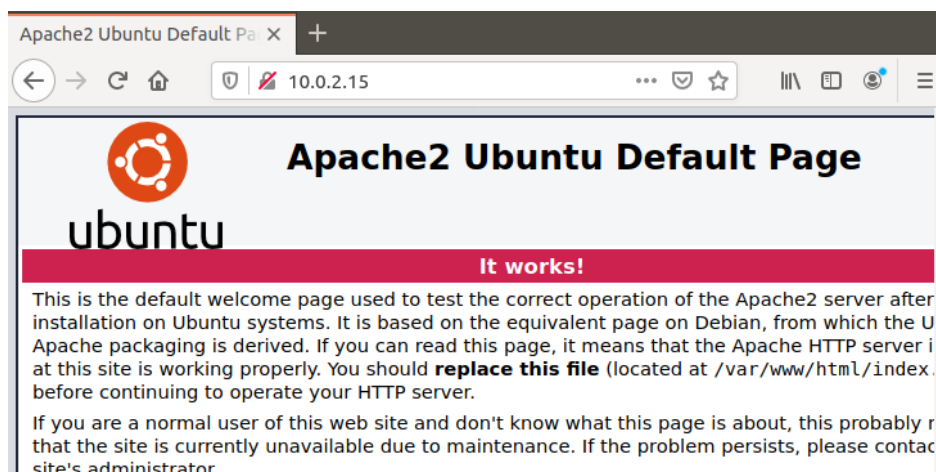 Apache2 Ubuntu Default Pa
10.0.2.15
Apache2 Ubuntu Default Page
ubuntu
It works!
This is the default welcome page used to test the correct operation of the Apache2 server after
installation on Ubuntu systems. It is based on the equivalent page on Debian, from which the U
Apache packaging is derived. If you can read this page, it means that the Apache HTTP server i
at this site is working properly. You should replace this file (located at /var/www/html/index.
before continuing to operate your HTTP server.
If you are a normal user of this web site and don't know what this page is about, this probably
that the site is currently unavailable due to maintenance. If the problem persists, please contac
site's administrator